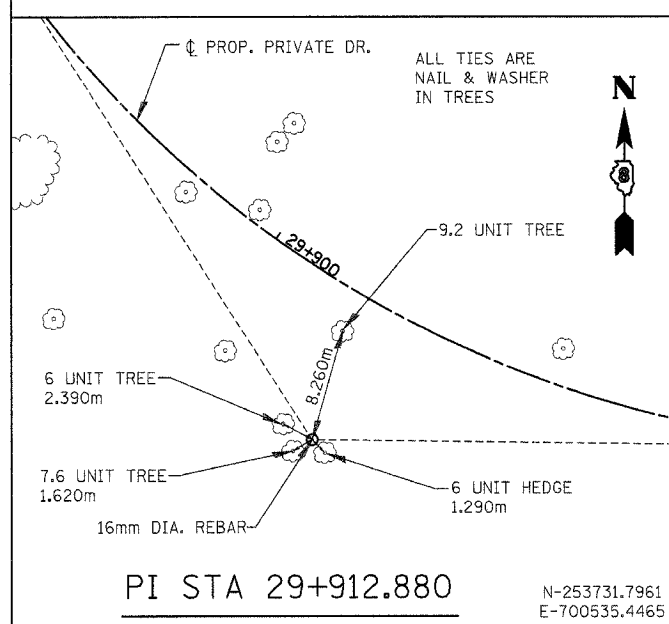 ℄ PROP. PRIVATE DR.
ALL TIES ARE
NAIL & WASHER
IN TREES
N
8
9.2 UNIT TREE
29+900
8.260m
6 UNIT TREE
2.390m
7.6 UNIT TREE
1.620m
6 UNIT HEDGE
1.290m
16mm DIA. REBAR
PI STA 29+912.880
N-253731.7961
E-700535.4465